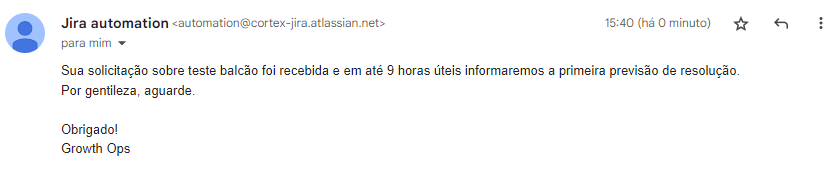 Jira automation <automation@cortex-jira.atlassian.net> 15:40 (há 0 minuto)
para mim
Sua solicitação sobre teste balcão foi recebida e em até 9 horas úteis informaremos a primeira previsão de resolução.
Por gentileza, aguarde.
Obrigado!
Growth Ops